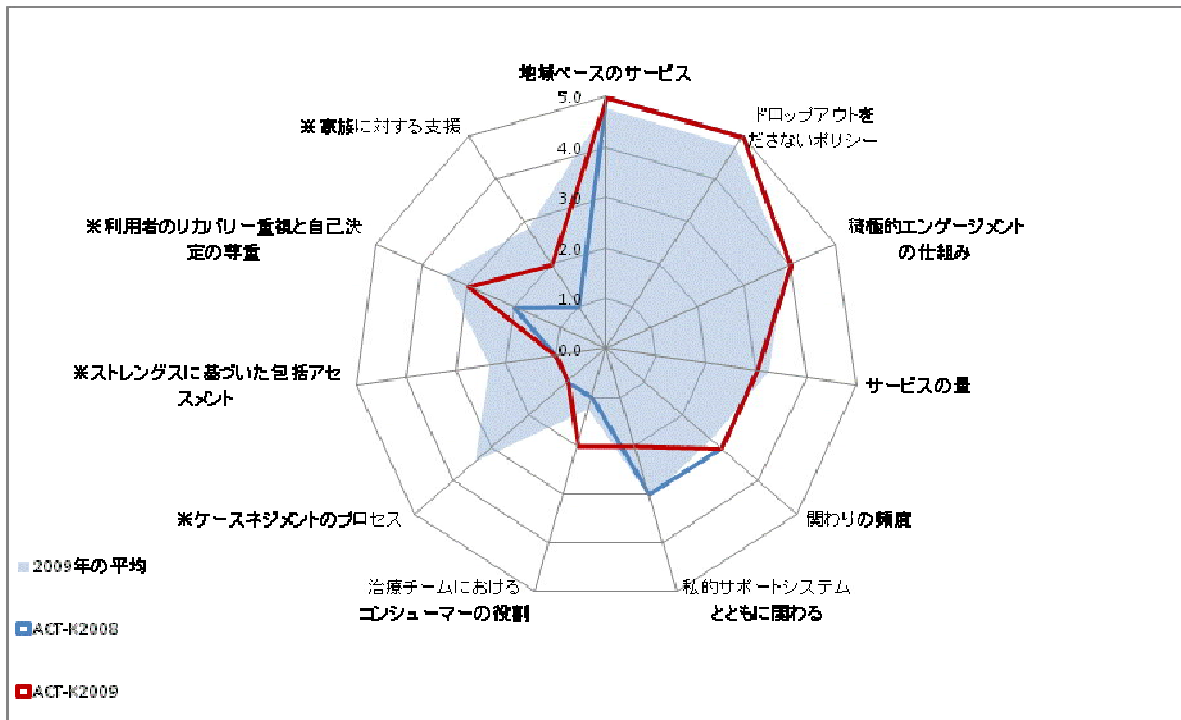 地域ベースのサービス
5.0
ドロップアウトを
ださないポリシー
※家族に対する支援
4.0
3.0
※利用者のリカバリー重視と自己決
定の尊重
積極的エンゲージメント
の仕組み
2.0
1.0
0.0
※ストレングスに基づいた包括アセ
スメント
サービスの量
※ケースネジメントのプロセス
関わりの頻度
2009年の平均
治療チームにおける
コンシューマーの役割
私的サポートシステム
とともに関わる
ACT-K2008
ACT-K2009